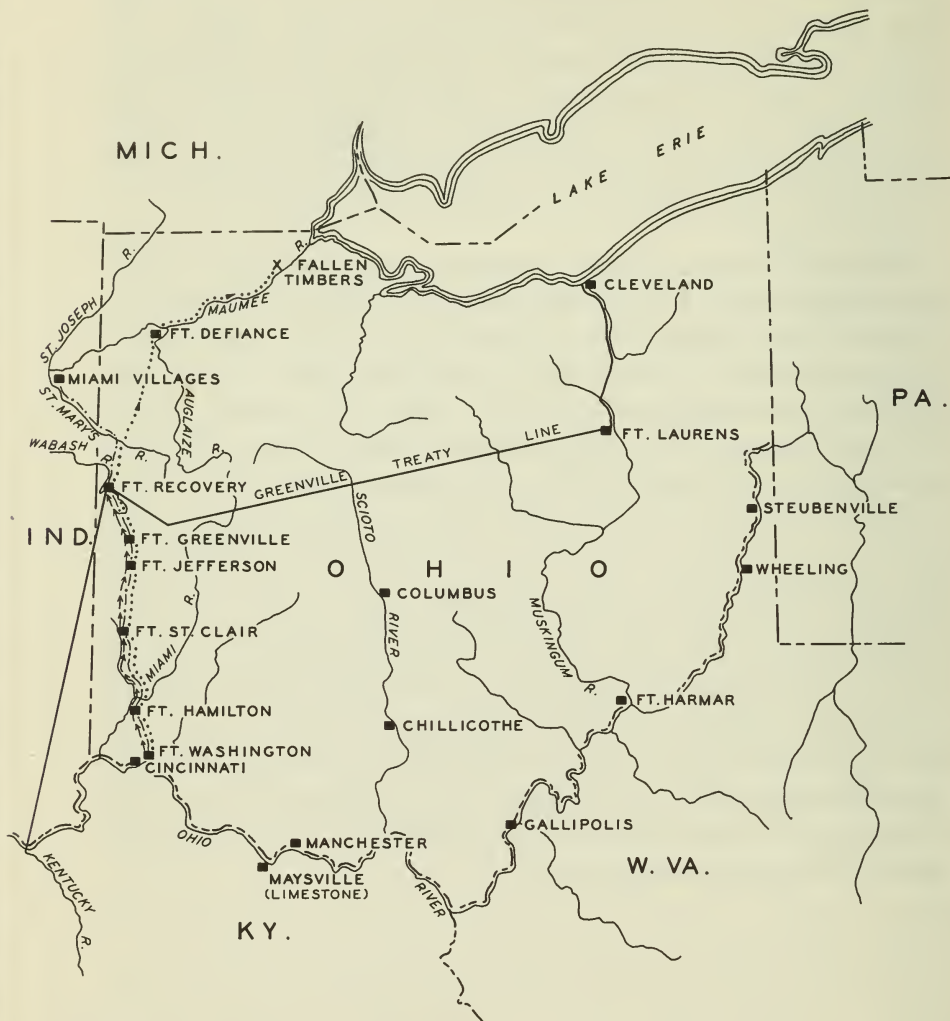 MICH.
LAKE ERIE
R.
R.
X FALLEN
TIMBERS
MAUMEE
CLEVELAND
ST. JOSEPH
FT. DEFIANCE
MIAMI VILLAGES
ST. MARY'S
R.
AUGLAIZE
R.
PA.
WABASH
R.
FT. LAURENS
GREENVILLE TREATY LINE
FT. RECOVERY
SCIOTO
RIVER
STEUBENVILLE
IND.
FT. GREENVILLE
FT. JEFFERSON
OHIO
WHEELING
COLUMBUS
R.
MIAMI
FT. ST. CLAIR
MUSKINGUM
R.
FT. HARMAR
FT. HAMILTON
CHILLICOTHE
FT. WASHINGTON
CINCINNATI
GALLIPOLIS
OHIO
RIVER
MANCHESTER
MAYSVILLE
(LIMESTONE)
W. VA.
KENTUCKY
R.
KY.